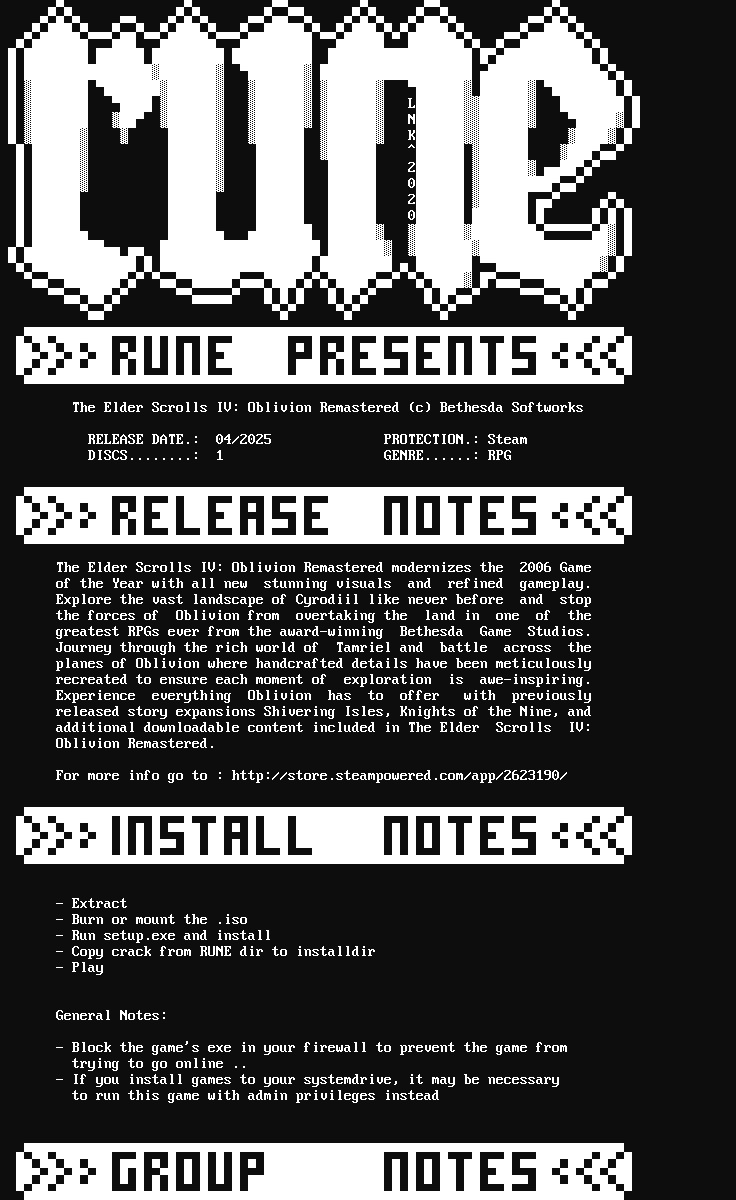 rune
LNK^2020
>>> RUNE PRESENTS <<<
The Elder Scrolls IV: Oblivion Remastered (c) Bethesda Softworks
RELEASE DATE.: 04/2025 PROTECTION.: Steam
DISCS........: 1 GENRE......: RPG
>>> RELEASE NOTES <<<
The Elder Scrolls IV: Oblivion Remastered modernizes the 2006 Game
of the Year with all new stunning visuals and refined gameplay.
Explore the vast landscape of Cyrodiil like never before and stop
the forces of Oblivion from overtaking the land in one of the
greatest RPGs ever from the award-winning Bethesda Game Studios.
Journey through the rich world of Tamriel and battle across the
planes of Oblivion where handcrafted details have been meticulously
recreated to ensure each moment of exploration is awe-inspiring.
Experience everything Oblivion has to offer with previously
released story expansions Shivering Isles, Knights of the Nine, and
additional downloadable content included in The Elder Scrolls IV:
Oblivion Remastered.
For more info go to : http://store.steampowered.com/app/2623190/
>>> INSTALL NOTES <<<
- Extract
- Burn or mount the .iso
- Run setup.exe and install
- Copy crack from RUNE dir to installdir
- Play
General Notes:
- Block the game's exe in your firewall to prevent the game from
trying to go online ..
- If you install games to your systemdrive, it may be necessary
to run this game with admin privileges instead
>>> GROUP NOTES <<<